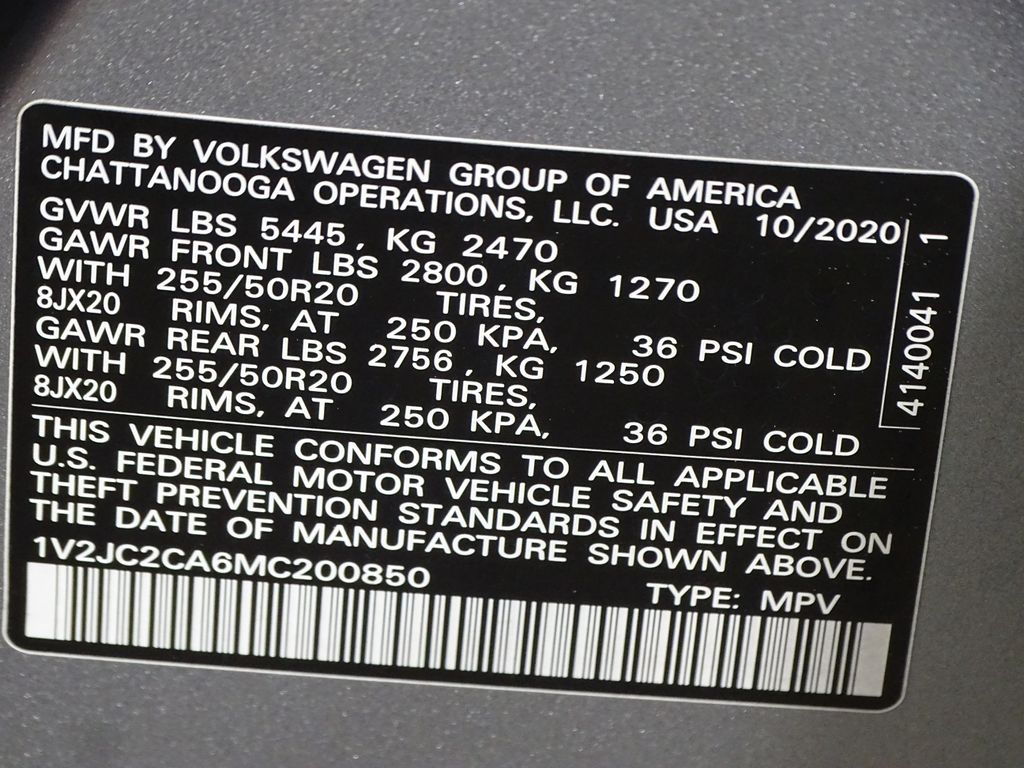 MFD BY VOLKSWAGEN GROUP OF AMERICA
CHATTANOOGA OPERATIONS, LLC. USA 10/2020
GVWR LBS 5445, KG 2470
GAWR FRONT LBS 2800, KG 1270
WITH 255/50R20 TIRES,
8JX20 RIMS, AT 250 KPA, 36 PSI COLD
GAWR REAR LBS 2756, KG 1250
WITH 255/50R20 TIRES,
8JX20 RIMS, AT 250 KPA, 36 PSI COLD
THIS VEHICLE CONFORMS TO ALL APPLICABLE
U.S. FEDERAL MOTOR VEHICLE SAFETY AND
THEFT PREVENTION STANDARDS IN EFFECT ON
THE DATE OF MANUFACTURE SHOWN ABOVE.
1V2JC2CA6MC200850
TYPE: MPV
4140041 1